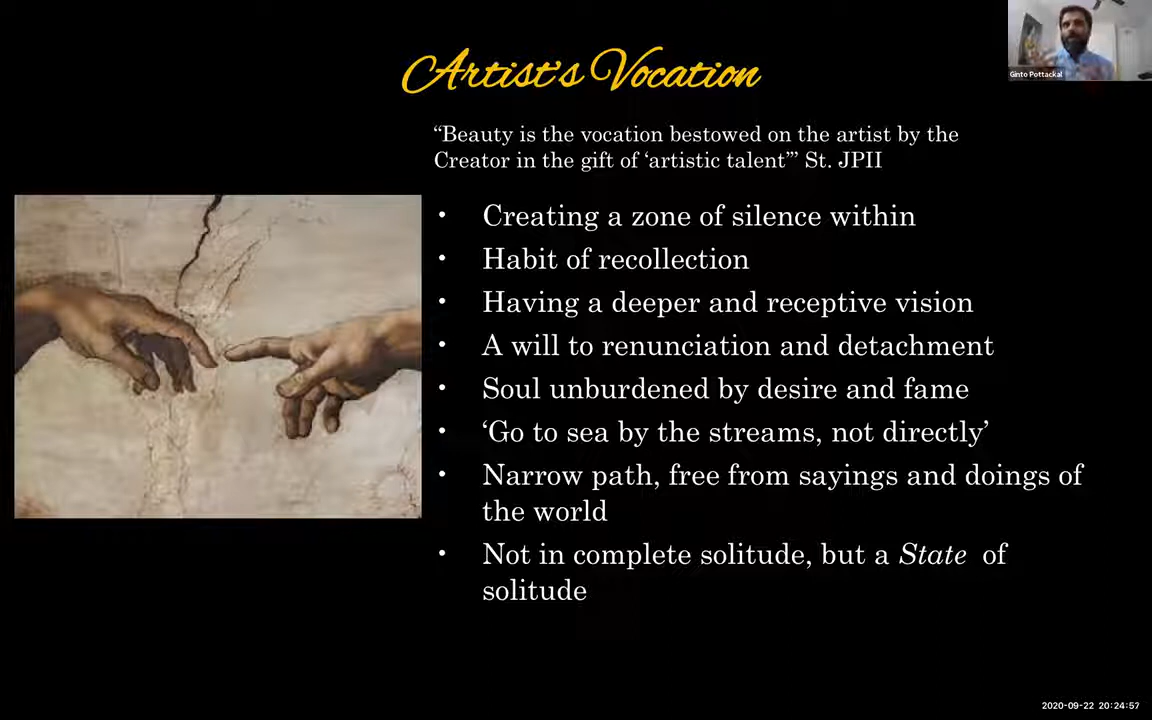 Artist's Vocation
Ginto Pottackal
“Beauty is the vocation bestowed on the artist by the
Creator in the gift of ‘artistic talent’” St. JPII
• Creating a zone of silence within
• Habit of recollection
• Having a deeper and receptive vision
• A will to renunciation and detachment
• Soul unburdened by desire and fame
• ‘Go to sea by the streams, not directly’
• Narrow path, free from sayings and doings of
the world
• Not in complete solitude, but a State of
solitude
2020-09-22 20:24:57